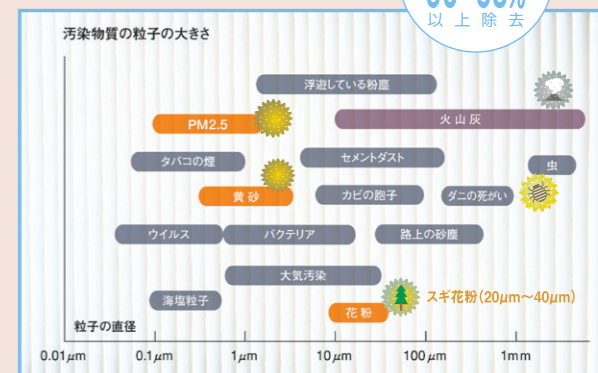 以上除去
汚染物質の粒子の大きさ
浮遊している粉塵
PM2.5
火山灰
タバコの煙
セメントダスト
虫
黄砂
カビの胞子
ダニの死がい
ウイルス
バクテリア
路上の砂塵
大気汚染
海塩粒子
花粉
スギ花粉(20μm〜40μm)
粒子の直径
0.01μm
0.1μm
1μm
10μm
100μm
1mm